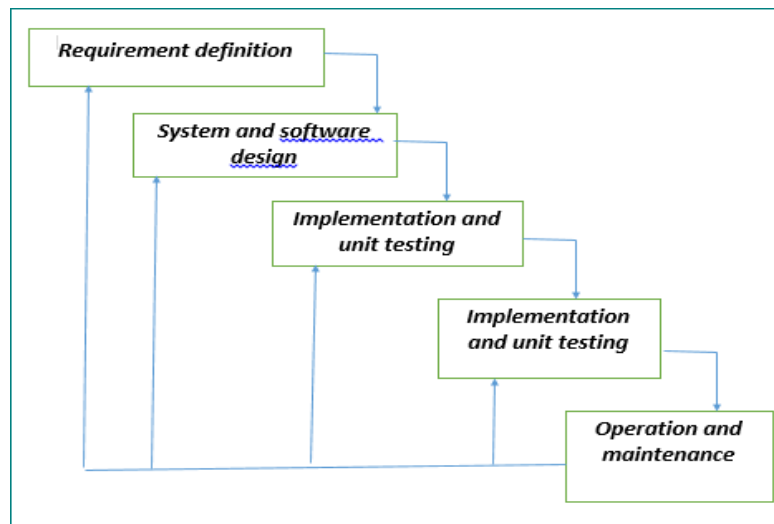 Requirement definition
System and software
design
Implementation and
unit testing
Implementation
and unit testing
Operation and
maintenance